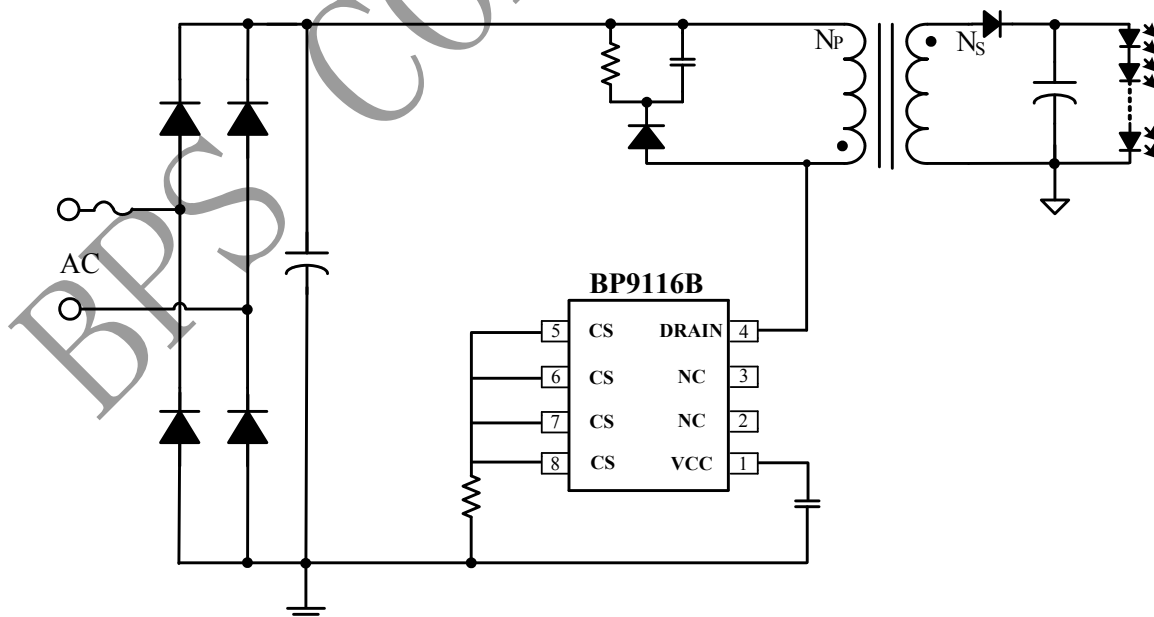 NP
NS
AC
BPS CO
BP9116B
5 CS DRAIN 4
6 CS NC 3
7 CS NC 2
8 CS VCC 1